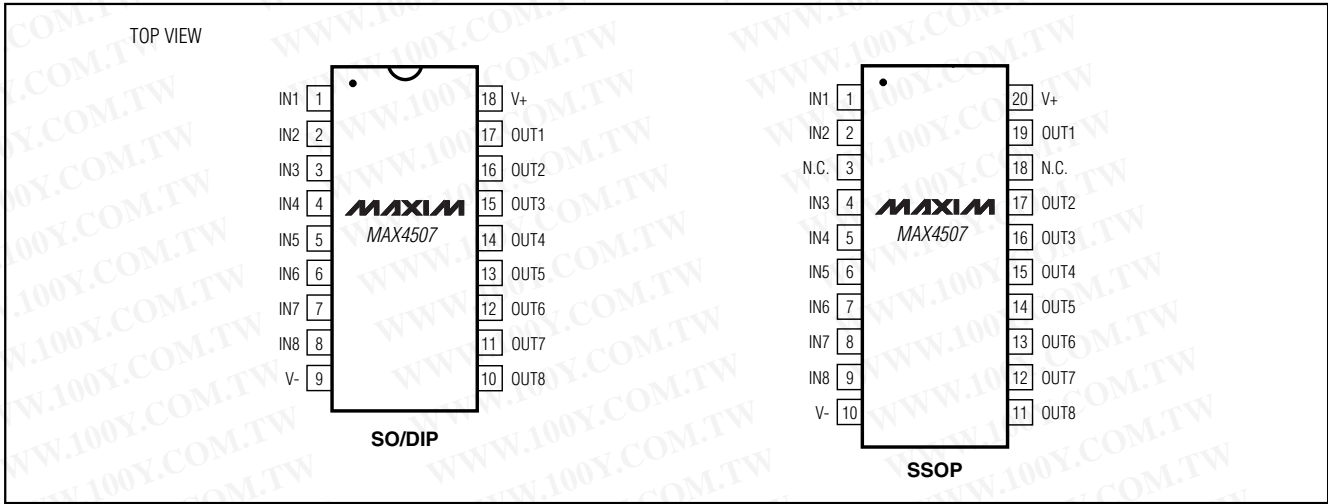 TOP VIEW
IN1 1
IN2 2
IN3 3
IN4 4
IN5 5
IN6 6
IN7 7
IN8 8
V- 9
18 V+
17 OUT1
16 OUT2
15 OUT3
14 OUT4
13 OUT5
12 OUT6
11 OUT7
10 OUT8
MAXIM
MAX4507
SO/DIP
IN1 1
IN2 2
N.C. 3
IN3 4
IN4 5
IN5 6
IN6 7
IN7 8
IN8 9
V- 10
20 V+
19 OUT1
18 N.C.
17 OUT2
16 OUT3
15 OUT4
14 OUT5
13 OUT6
12 OUT7
11 OUT8
MAXIM
MAX4507
SSOP
WWW.100Y.COM.TW